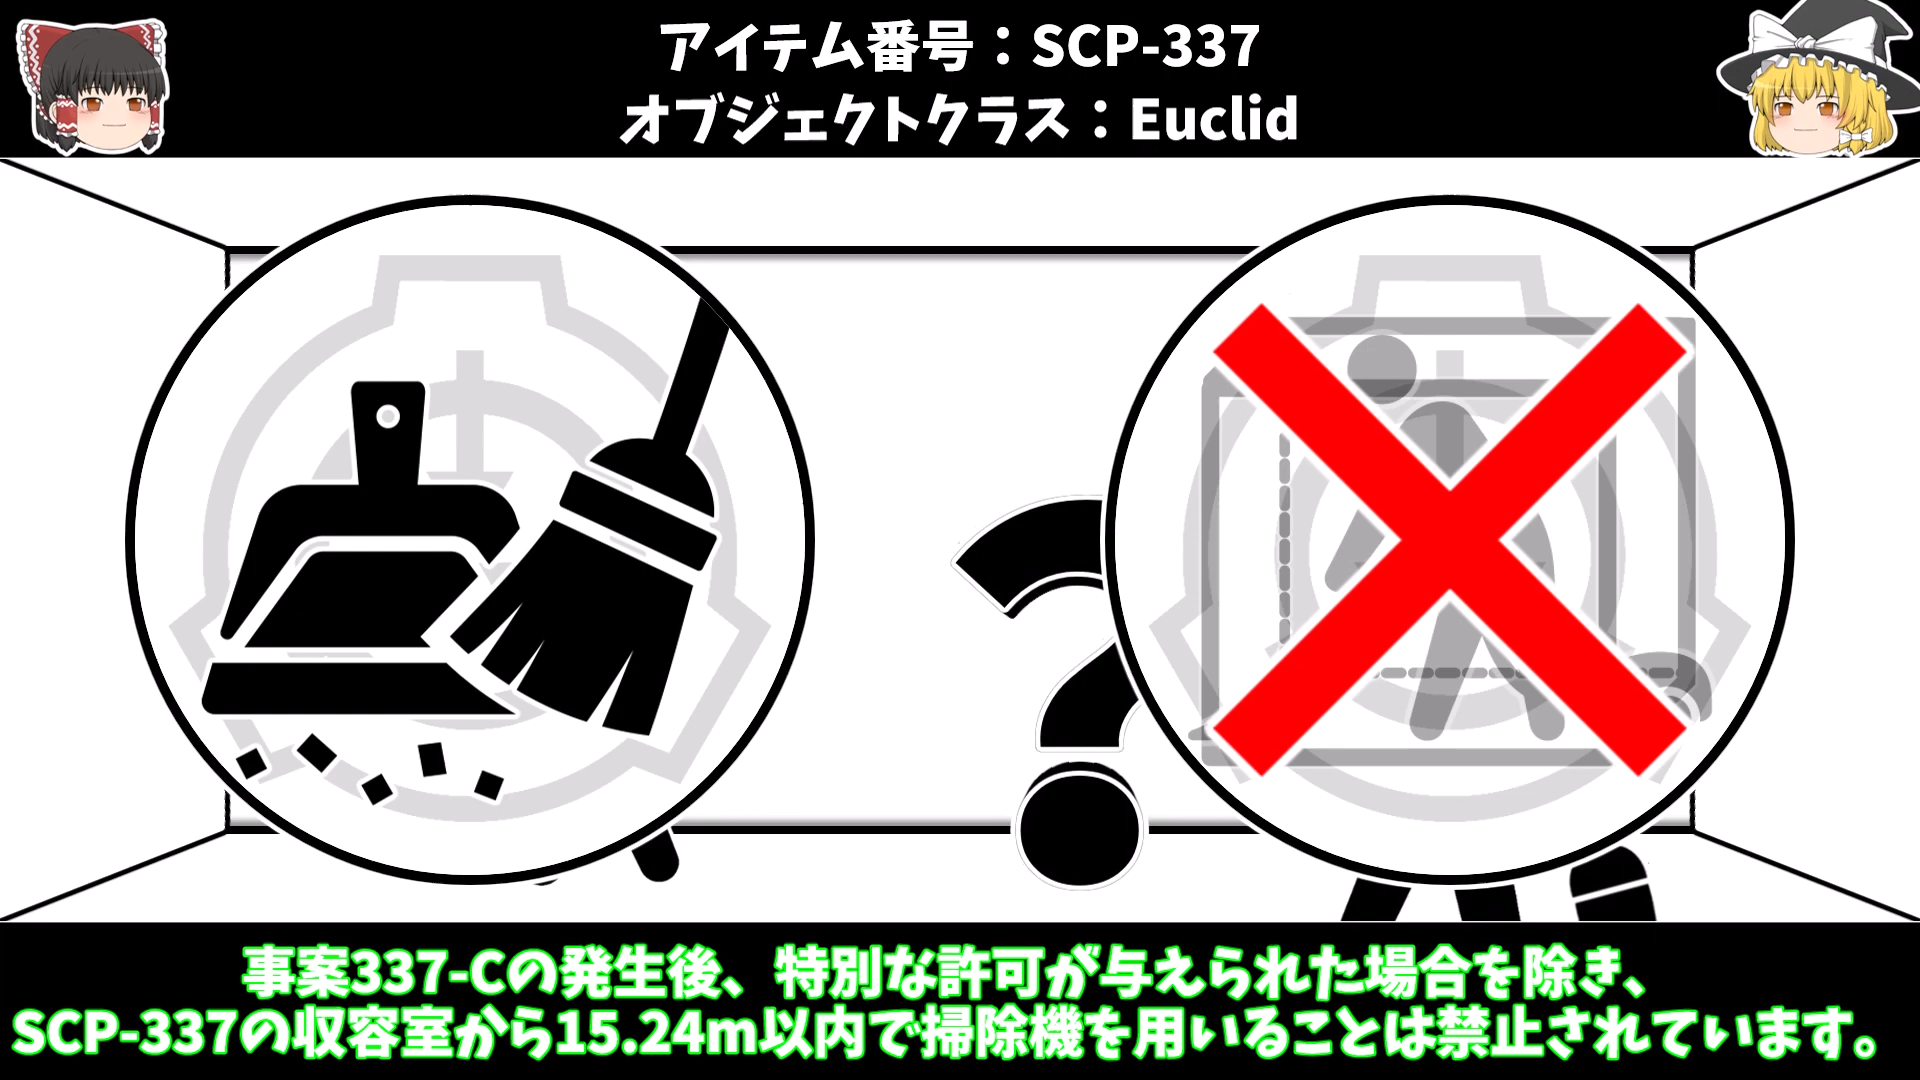 アイテム番号：SCP-337
オブジェクトクラス：Euclid
?
事案337-Cの発生後、特別な許可が与えられた場合を除き、
SCP-337の収容室から15.24m以内で掃除機を用いることは禁止されています。